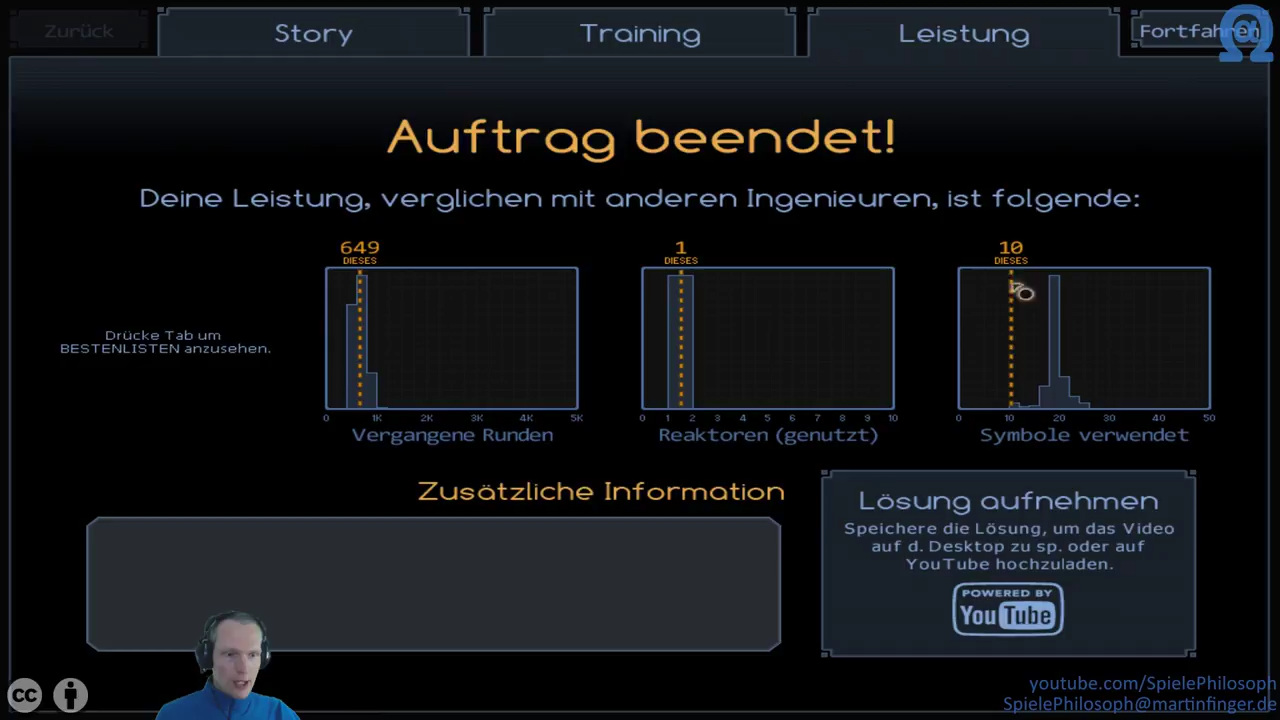 Zurück
Story
Training
Leistung
Fortfahren
Auftrag beendet!
Deine Leistung, verglichen mit anderen Ingenieuren, ist folgende:
649
DIESES
1
DIESES
10
DIESES
Drücke Tab um
BESTENLISTEN anzusehen.
0 1K 2K 3K 4K 5K
Vergangene Runden
0 1 2 3 4 5 6 7 8 9 10
Reaktoren (genutzt)
0 10 20 30 40 50
Symbole verwendet
Zusätzliche Information
Lösung aufnehmen
Speichere die Lösung, um das Video
auf d. Desktop zu sp. oder auf
YouTube hochzuladen.
POWERED BY
YouTube
cc
youtube.com/SpielePhilosoph
SpielePhilosoph@martinfinger.de